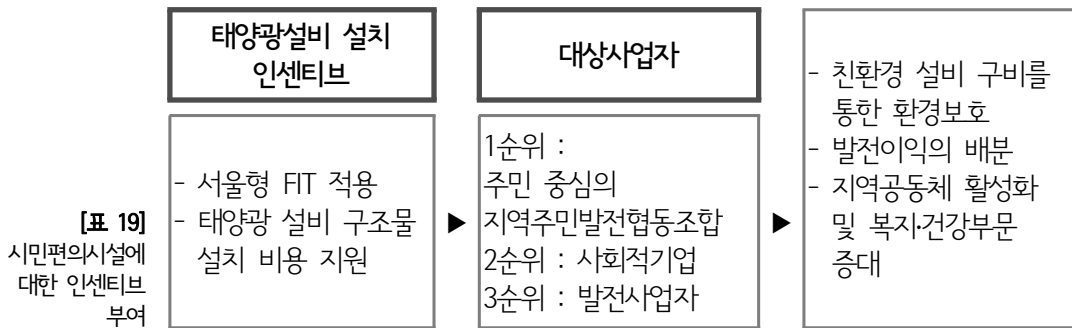 [표 19]
시민편의시설에
대한 인센티브
부여
태양광설비 설치
인센티브
- 서울형 FIT 적용
- 태양광 설비 구조물
설치 비용 지원
▶
대상사업자
1순위 :
주민 중심의
지역주민발전협동조합
2순위 : 사회적기업
3순위 : 발전사업자
▶
- 친환경 설비 구비를
통한 환경보호
- 발전이익의 배분
- 지역공동체 활성화
및 복지·건강부문
증대